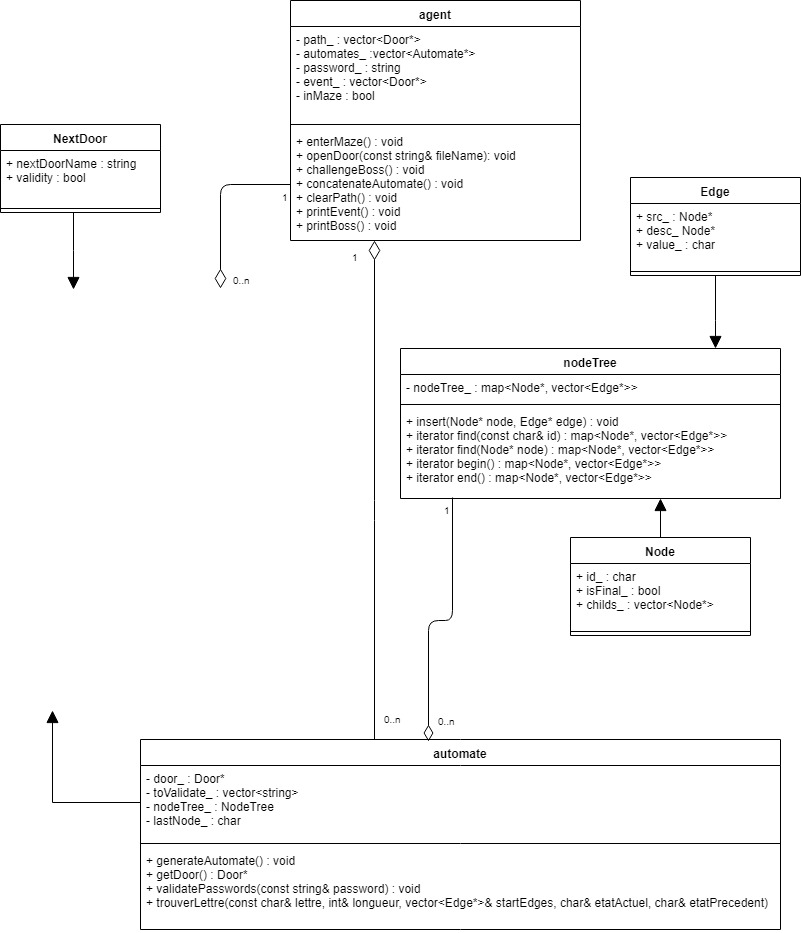 agent
- path_ : vector<Door*>
- automates_ :vector<Automate*>
- password_ : string
- event_ : vector<Door*>
- inMaze : bool
+ enterMaze() : void
+ openDoor(const string& fileName): void
+ challengeBoss() : void
+ concatenateAutomate() : void
+ clearPath() : void
+ printEvent() : void
+ printBoss() : void
NextDoor
+ nextDoorName : string
+ validity : bool
1
0..n
1
Edge
+ src_ : Node*
+ desc_ Node*
+ value_ : char
nodeTree
- nodeTree_ : map<Node*, vector<Edge*>>
+ insert(Node* node, Edge* edge) : void
+ iterator find(const char& id) : map<Node*, vector<Edge*>>
+ iterator find(Node* node) : map<Node*, vector<Edge*>>
+ iterator begin() : map<Node*, vector<Edge*>>
+ iterator end() : map<Node*, vector<Edge*>>
1
Node
+ id_ : char
+ isFinal_ : bool
+ childs_ : vector<Node*>
0..n
0..n
automate
- door_ : Door*
- toValidate_ : vector<string>
- nodeTree_ : NodeTree
- lastNode_ : char
+ generateAutomate() : void
+ getDoor() : Door*
+ validatePasswords(const string& password) : void
+ trouverLettre(const char& lettre, int& longueur, vector<Edge*>& startEdges, char& etatActuel, char& etatPrecedent)